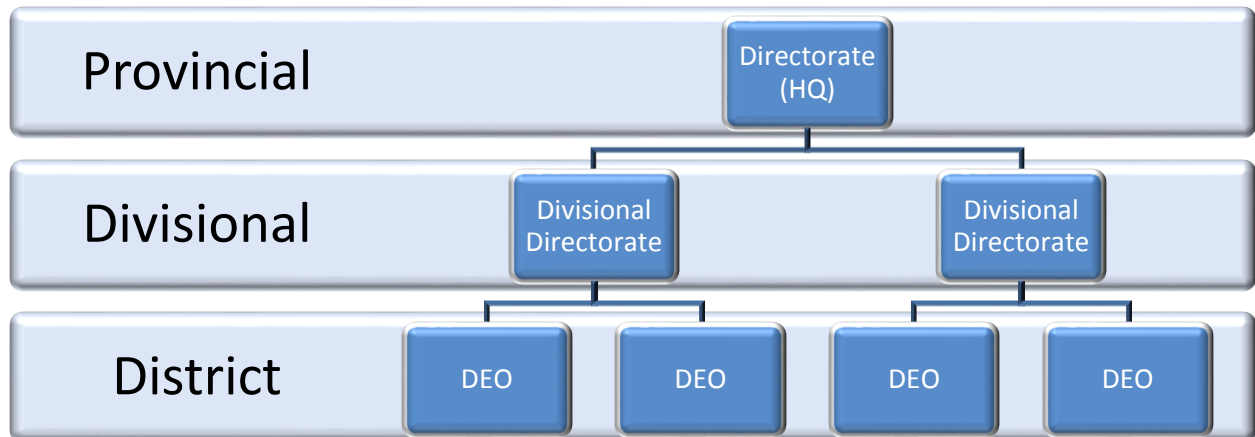 Provincial
Directorate
(HQ)
Divisional
Divisional
Directorate
Divisional
Directorate
District
DEO
DEO
DEO
DEO